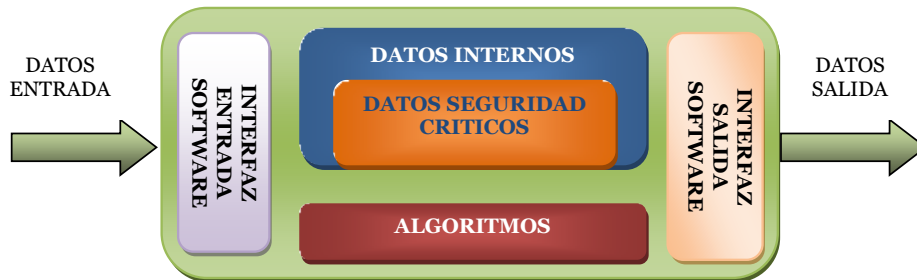 DATOS
ENTRADA
INTERFAZ
ENTRADA
SOFTWARE
DATOS INTERNOS
DATOS SEGURIDAD
CRITICOS
ALGORITMOS
INTERFAZ
SALIDA
SOFTWARE
DATOS
SALIDA